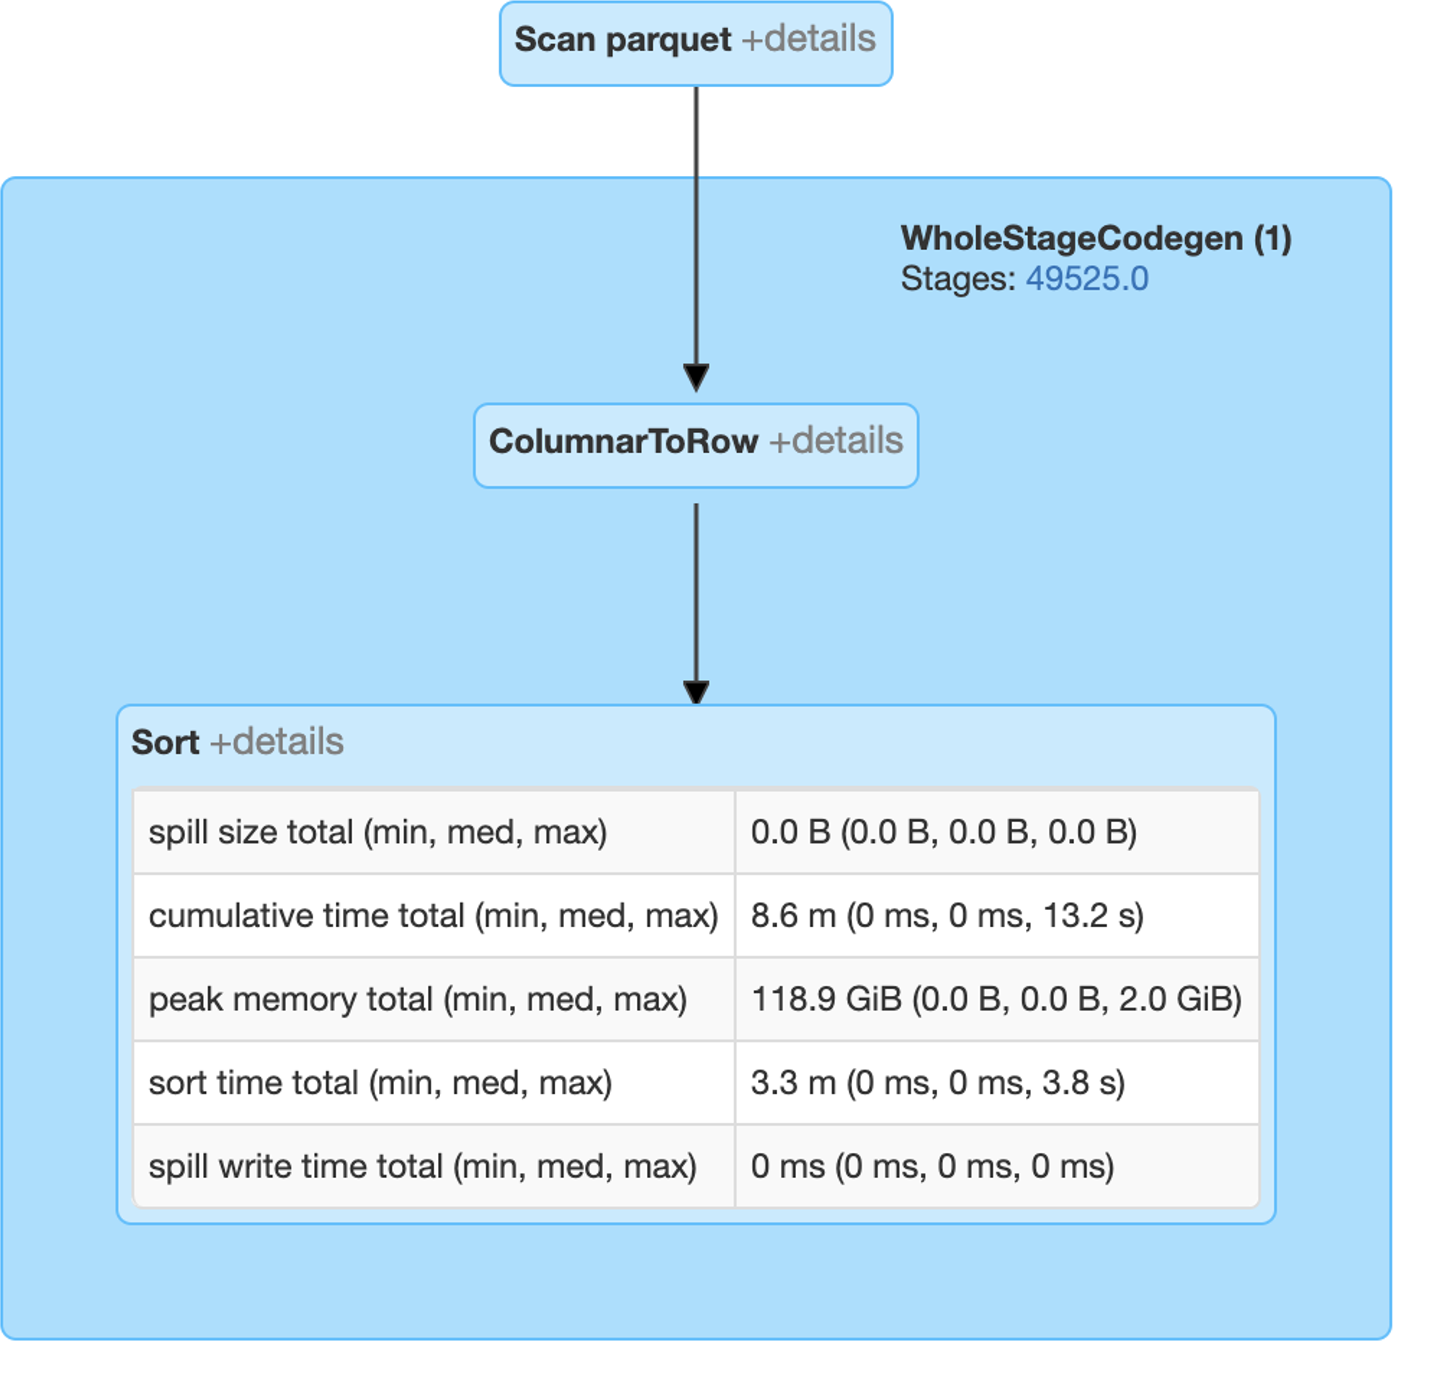 Scan parquet +details
WholeStageCodegen (1)
Stages: 49525.0
ColumnarToRow +details
Sort +details
spill size total (min, med, max) 0.0 B (0.0 B, 0.0 B, 0.0 B)
cumulative time total (min, med, max) 8.6 m (0 ms, 0 ms, 13.2 s)
peak memory total (min, med, max) 118.9 GiB (0.0 B, 0.0 B, 2.0 GiB)
sort time total (min, med, max) 3.3 m (0 ms, 0 ms, 3.8 s)
spill write time total (min, med, max) 0 ms (0 ms, 0 ms, 0 ms)